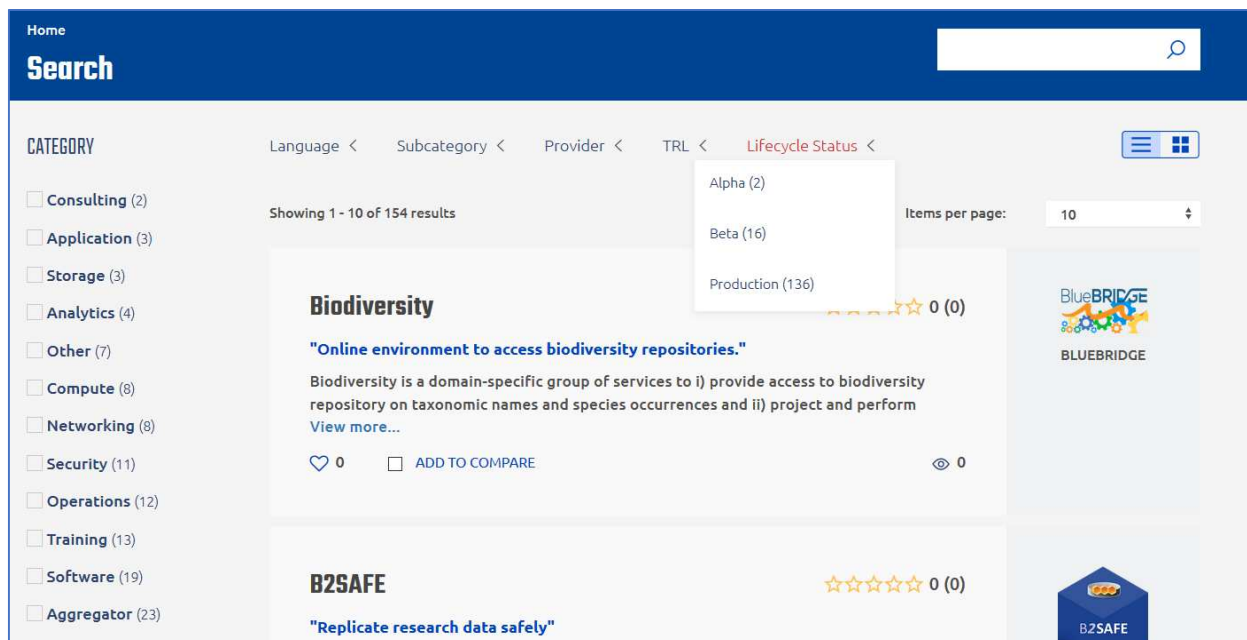 Home
Search
CATEGORY
Consulting (2)
Application (3)
Storage (3)
Analytics (4)
Other (7)
Compute (8)
Networking (8)
Security (11)
Operations (12)
Training (13)
Software (19)
Aggregator (23)
Language < Subcategory < Provider < TRL < Lifecycle Status <
Alpha (2)
Beta (16)
Production (136)
Showing 1 - 10 of 154 results
Items per page: 10
Biodiversity
0 (0)
"Online environment to access biodiversity repositories."
Biodiversity is a domain-specific group of services to i) provide access to biodiversity
repository on taxonomic names and species occurrences and ii) project and perform
View more...
0 ADD TO COMPARE 0
BlueBRIDGE
BLUEBRIDGE
B2SAFE
0 (0)
"Replicate research data safely"
B2SAFE